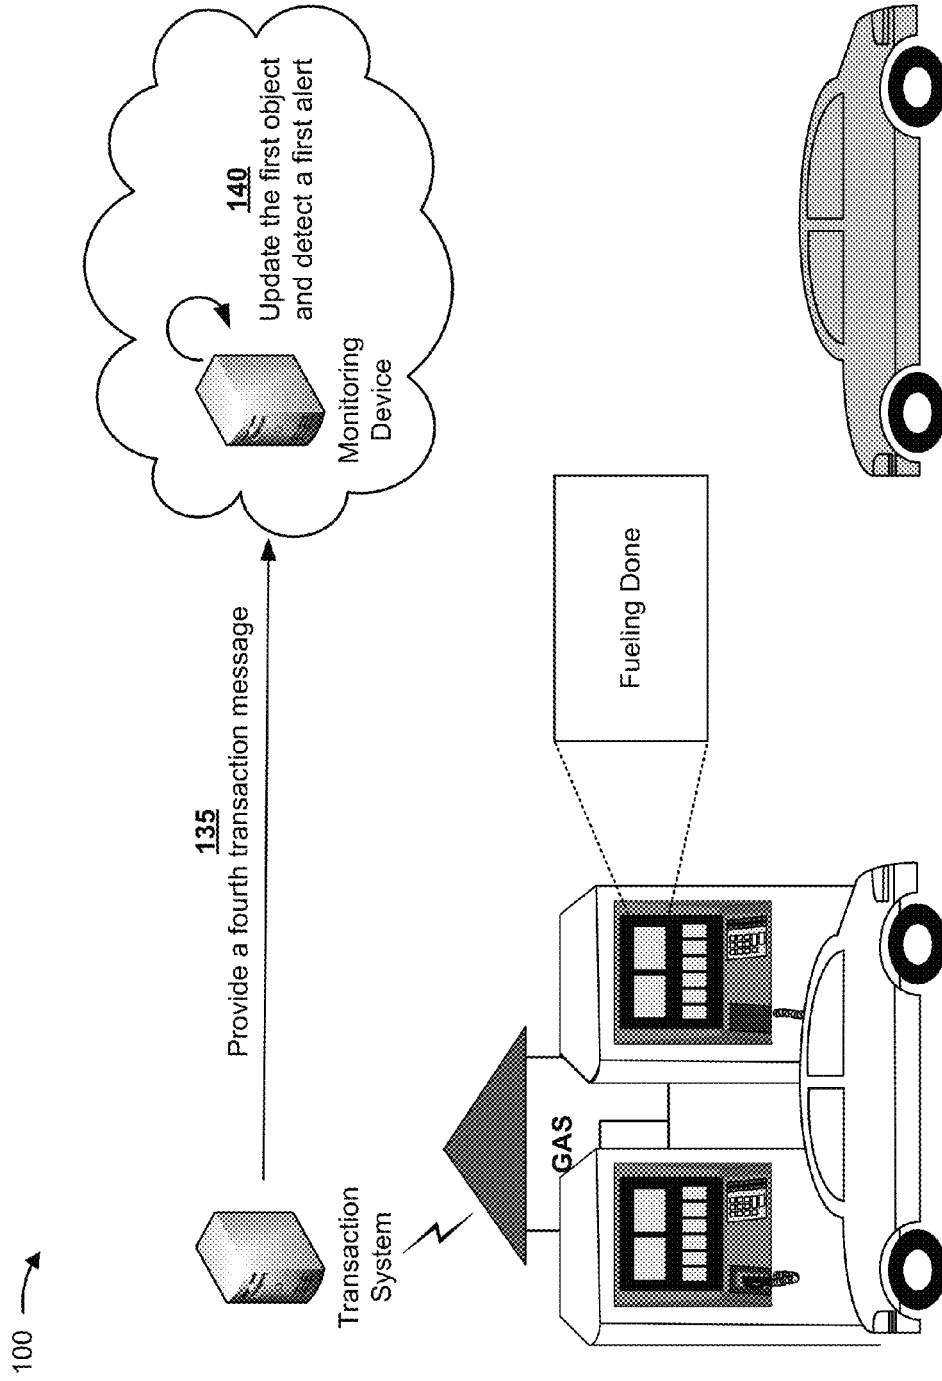 100
135
Provide a fourth transaction message
140
Update the first object
and detect a first alert
Transaction
System
Monitoring
Device
GAS
Fueling Done